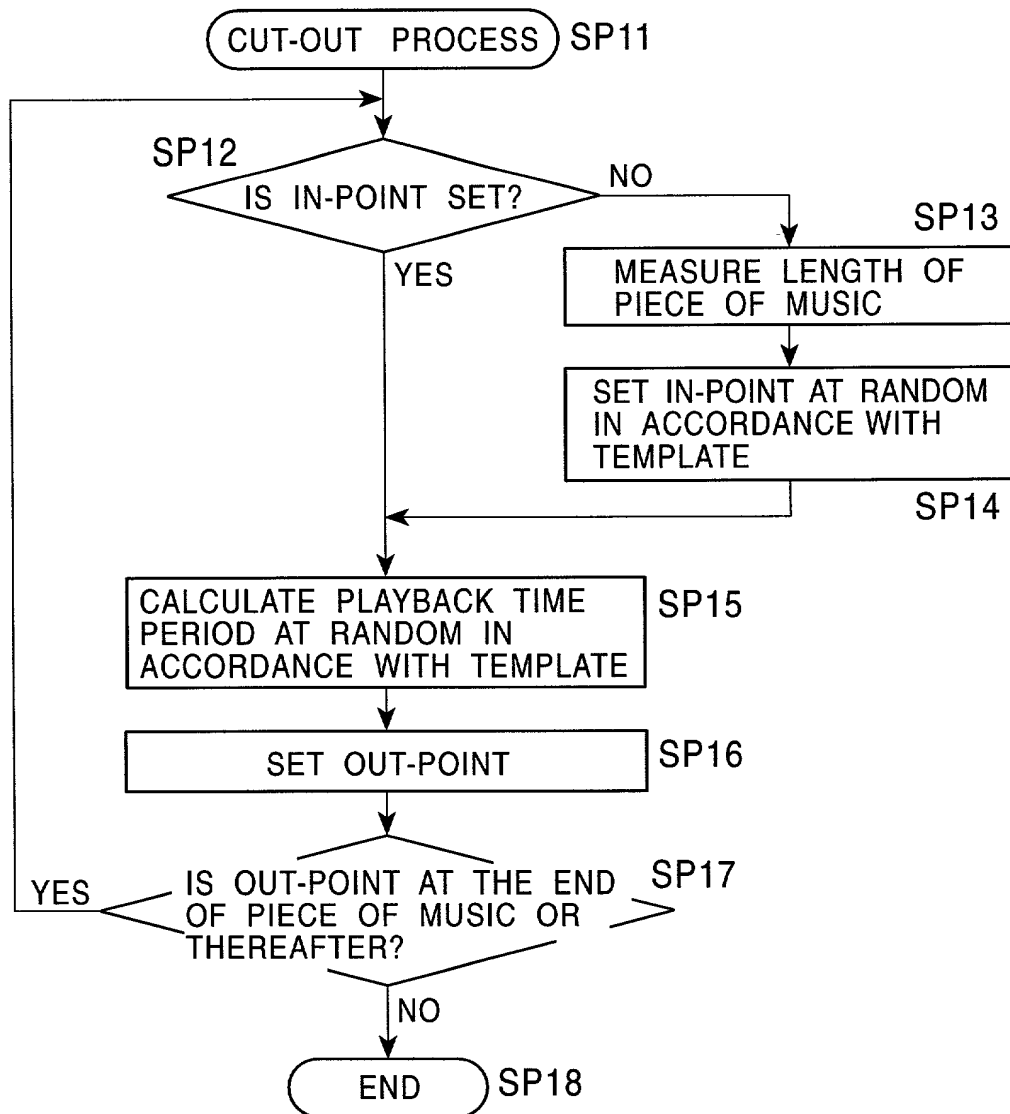 CUT-OUT PROCESS
SP11
SP12
IS IN-POINT SET?
NO
YES
SP13
MEASURE LENGTH OF
PIECE OF MUSIC
SET IN-POINT AT RANDOM
IN ACCORDANCE WITH
TEMPLATE
SP14
CALCULATE PLAYBACK TIME
PERIOD AT RANDOM IN
ACCORDANCE WITH TEMPLATE
SP15
SET OUT-POINT
SP16
YES
IS OUT-POINT AT THE END
OF PIECE OF MUSIC OR
THEREAFTER?
SP17
NO
END
SP18